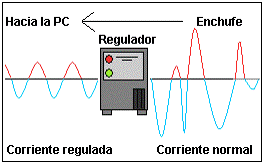 Hacia la PC
Enchufe
Regulador
Corriente regulada
Corriente normal